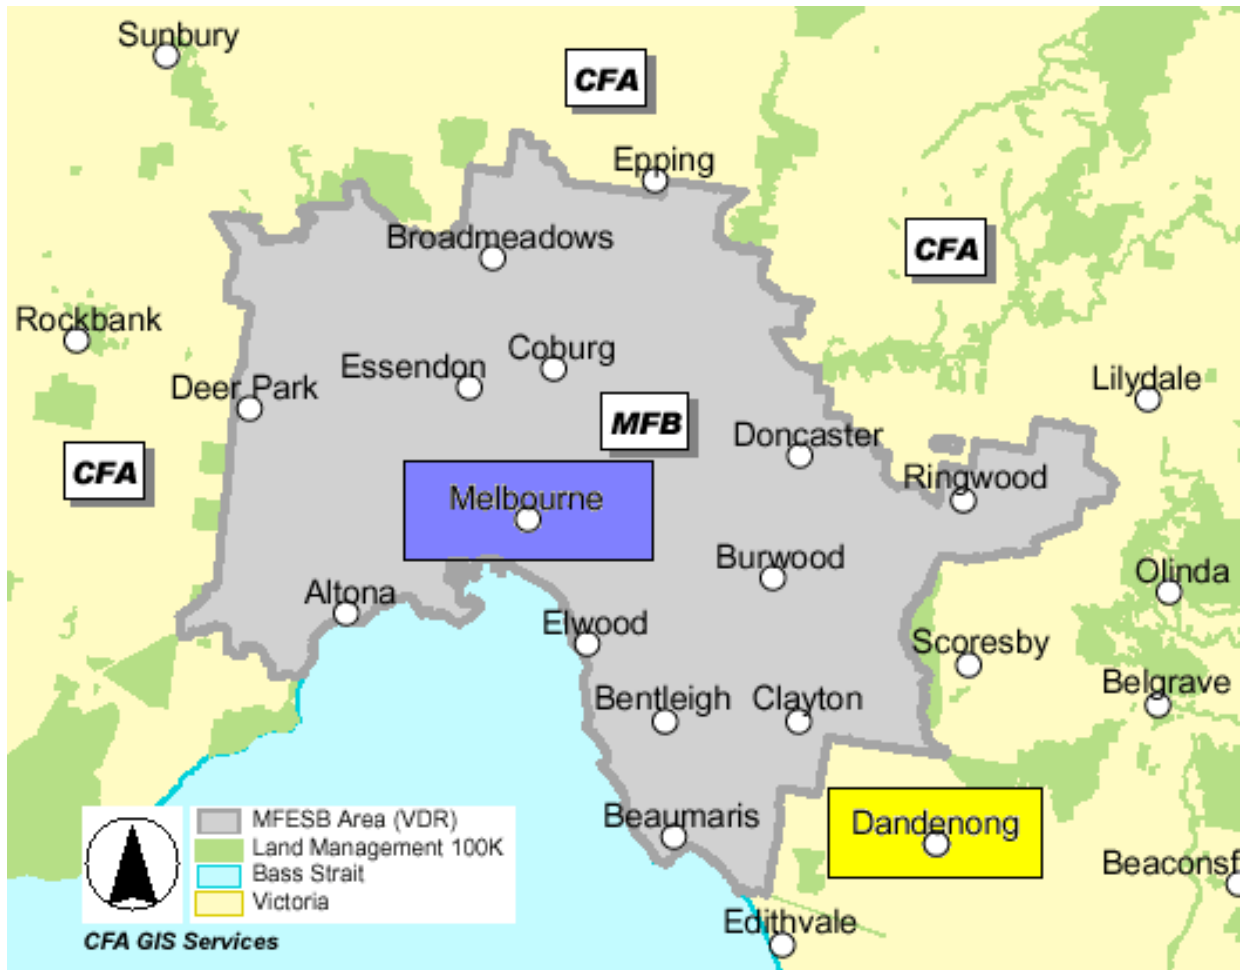 Sunbury
CFA
Epping
Broadmeadows
CFA
Rockbank
Coburg
Essendon
Deer Park
Lilydale
MFB
Doncaster
CFA
Ringwood
Melbourne
Burwood
Olinda
Altona
Elwood
Scoresby
Belgrave
Bentleigh
Clayton
Beaumaris
Dandenong
MFESB Area (VDR)
Land Management 100K
Bass Strait
Victoria
Beaconsf
Edithvale
CFA GIS Services